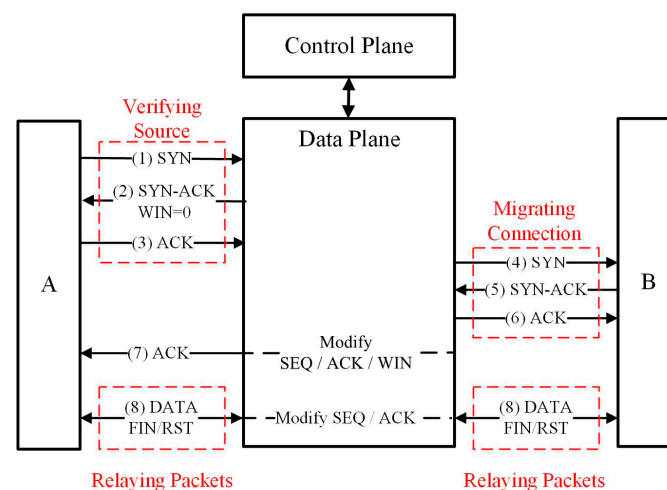 Control Plane
Verifying
Source
Data Plane
(1) SYN
(2) SYN-ACK
WIN=0
(3) ACK
Migrating
Connection
(4) SYN
(5) SYN-ACK
(6) ACK
A
B
(7) ACK
Modify
SEQ / ACK / WIN
(8) DATA
FIN/RST
Modify SEQ / ACK
(8) DATA
FIN/RST
Relaying Packets
Relaying Packets